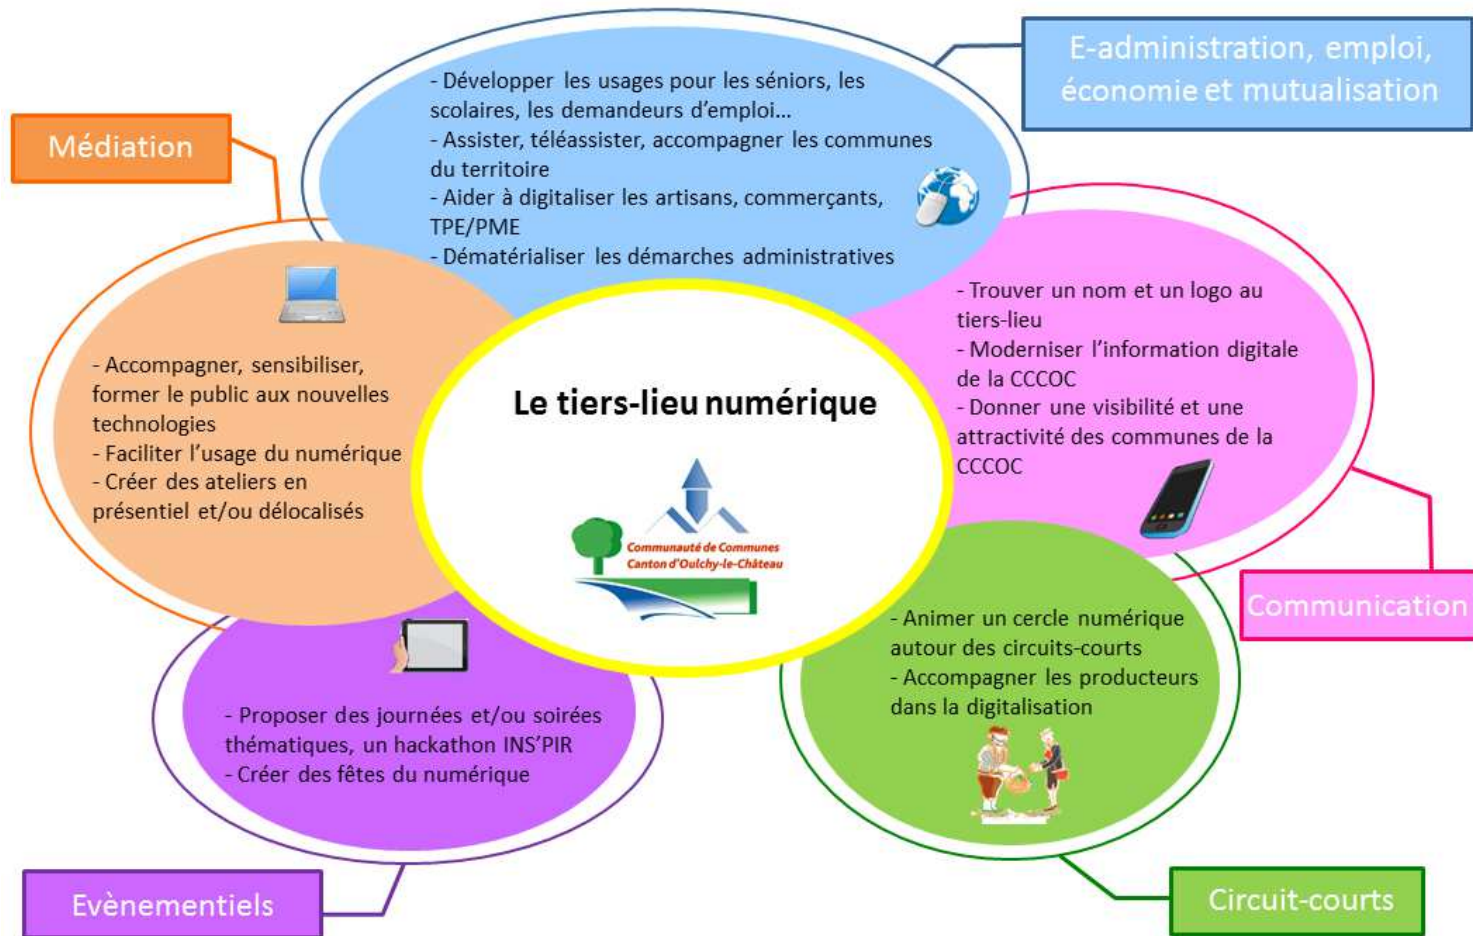 E-administration, emploi,
économie et mutualisation
- Développer les usages pour les séniors, les
scolaires, les demandeurs d'emploi...
- Assister, téléassister, accompagner les communes
du territoire
- Aider à digitaliser les artisans, commerçants,
TPE/PME
- Dématérialiser les démarches administratives
Médiation
- Accompagner, sensibiliser,
former le public aux nouvelles
technologies
- Faciliter l'usage du numérique
- Créer des ateliers en
présentiel et/ou délocalisés
Le tiers-lieu numérique
Communauté de Communes
Canton d'Oulchy-le-Château
- Trouver un nom et un logo au
tiers-lieu
- Moderniser l'information digitale
de la CCCOC
- Donner une visibilité et une
attractivité des communes de la
CCCOC
Communication
- Proposer des journées et/ou soirées
thématiques, un hackathon INS'PIR
- Créer des fêtes du numérique
Evènementiels
- Animer un cercle numérique
autour des circuits-courts
- Accompagner les producteurs
dans la digitalisation
Circuit-courts